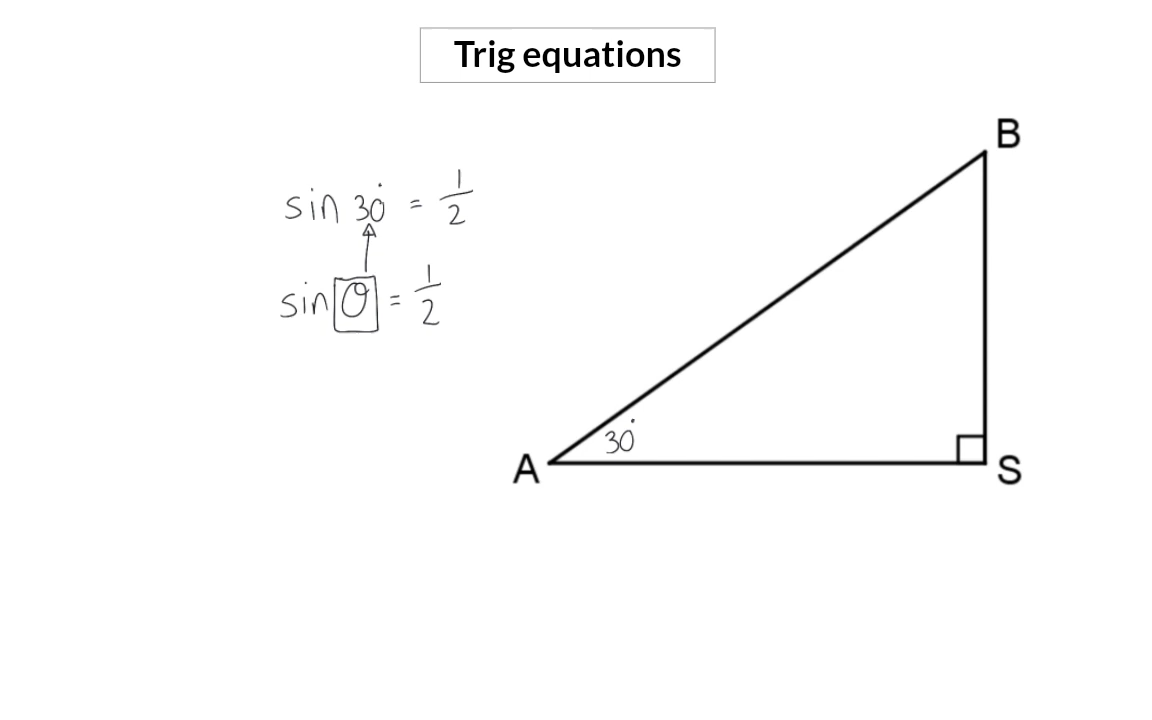 Trig equations
B
sin 30° = 1/2
sin θ = 1/2
30°
A
S